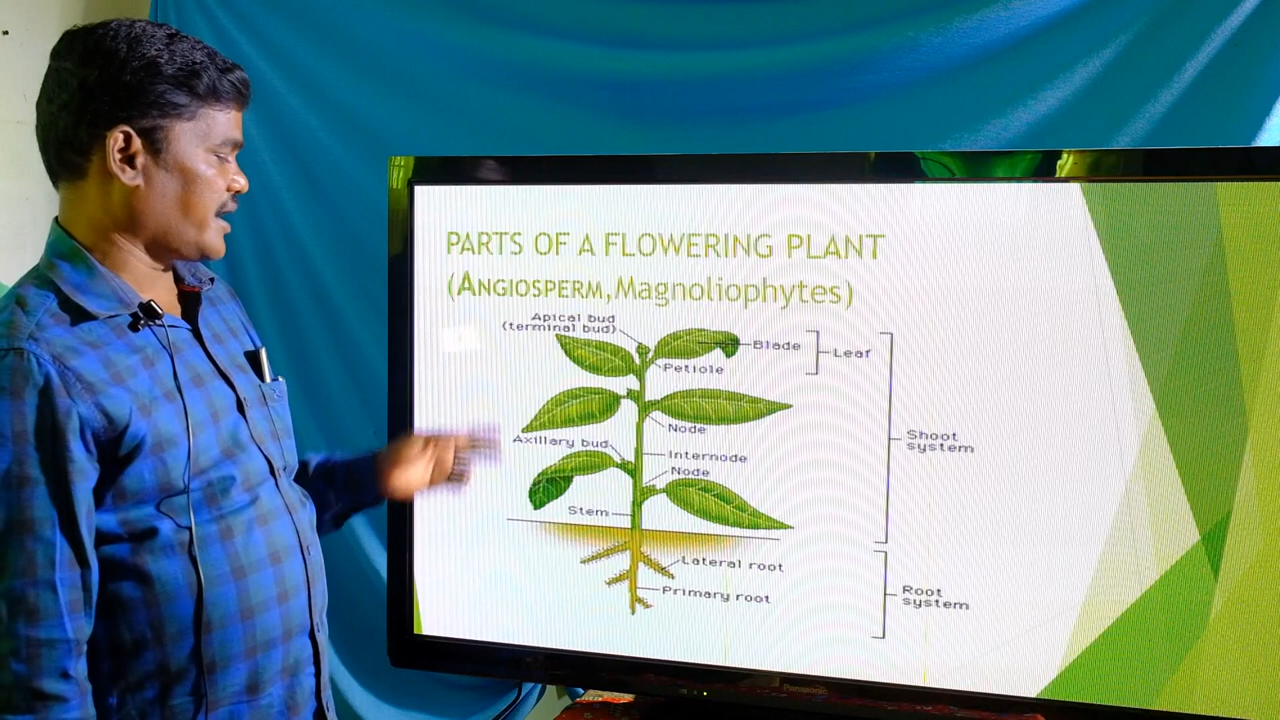 PARTS OF A FLOWERING PLANT
(ANGIOSPERM,Magnoliophytes)
Apical bud
(terminal bud)
Blade
Leaf
Petiole
Node
Axillary bud
Shoot
system
Internode
Node
Stem
Lateral root
Primary root
Root
system
Panasonic